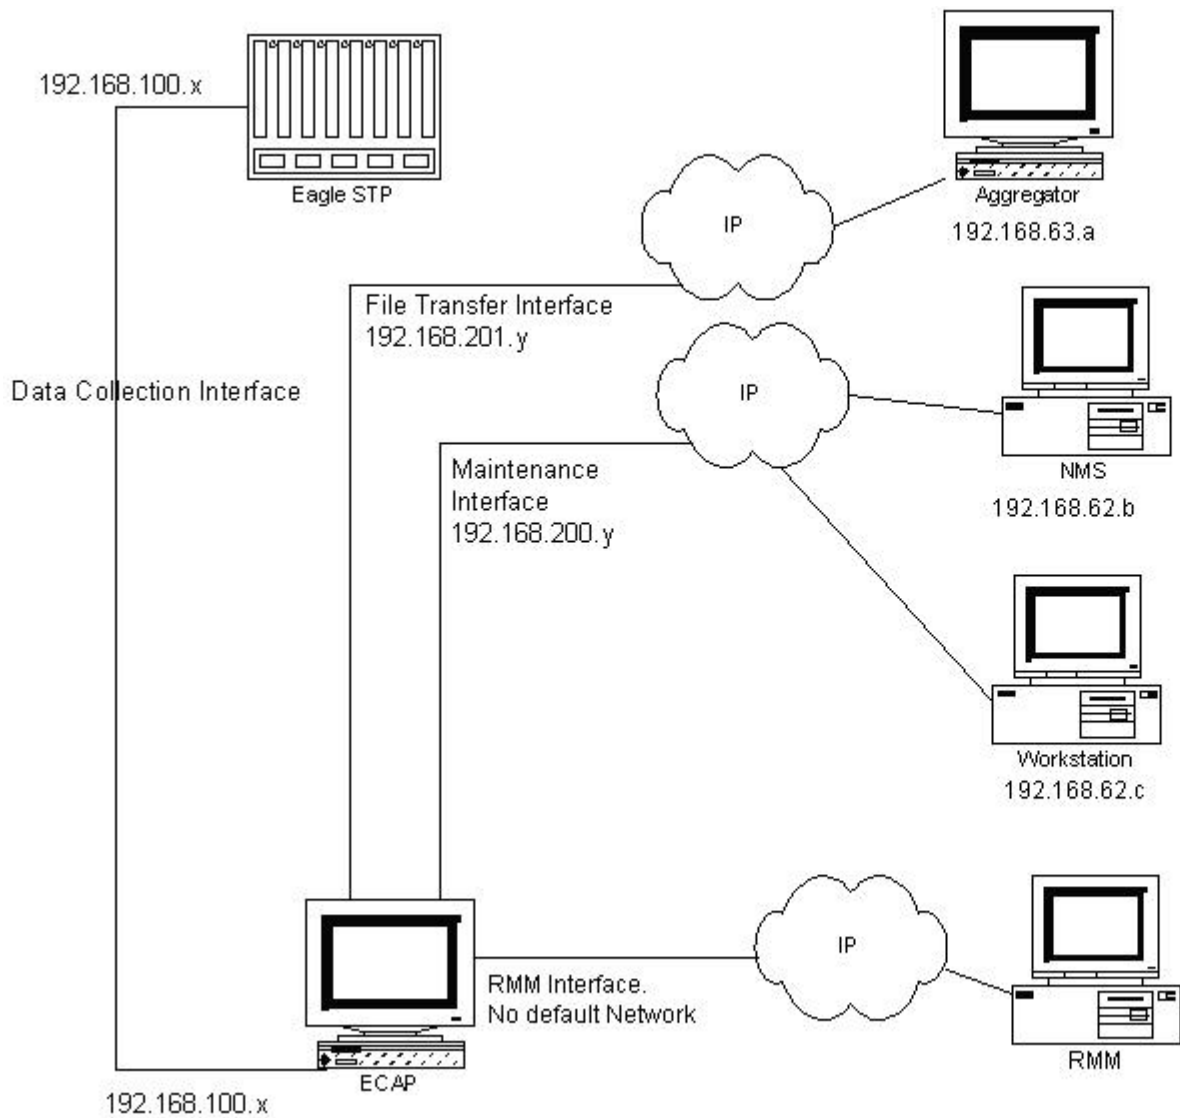 192.168.100.x
Eagle STP
IP
Aggregator
192.168.63.a
File Transfer Interface
192.168.201.y
Data Collection Interface
IP
NMS
192.168.62.b
Maintenance
Interface
192.168.200.y
Workstation
192.168.62.c
IP
RMM Interface.
No default Network
RMM
ECAP
192.168.100.x